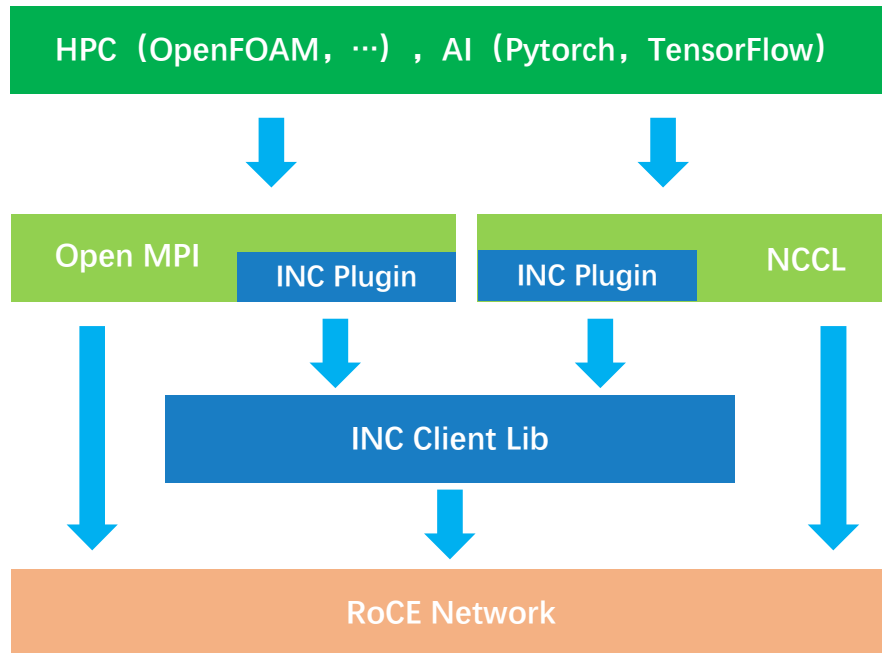 HPC（OpenFOAM，…），AI（Pytorch，TensorFlow）
Open MPI
INC Plugin
INC Plugin
NCCL
INC Client Lib
RoCE Network